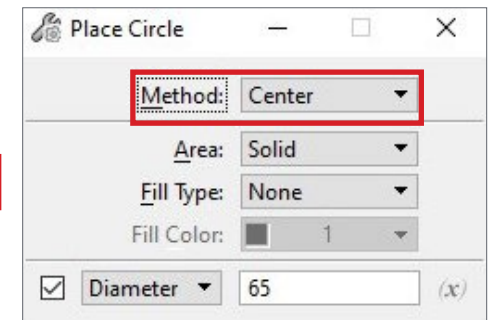 Place Circle
Method: Center
Area: Solid
Fill Type: None
Fill Color: 1
Diameter 65 (x)